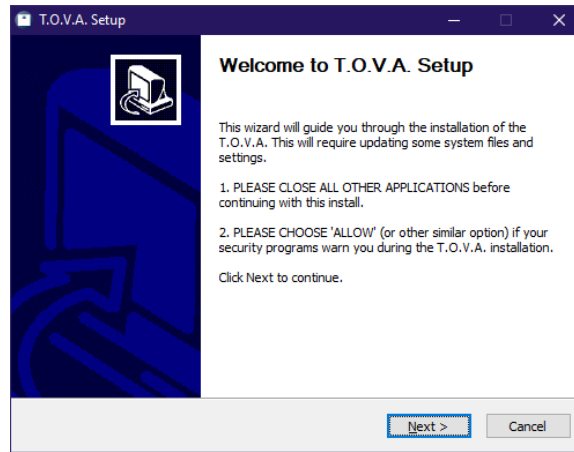 T.O.V.A. Setup
Welcome to T.O.V.A. Setup
This wizard will guide you through the installation of the
T.O.V.A. This will require updating some system files and
settings.
1. PLEASE CLOSE ALL OTHER APPLICATIONS before
continuing with this install.
2. PLEASE CHOOSE 'ALLOW' (or other similar option) if your
security programs warn you during the T.O.V.A. installation.
Click Next to continue.
Next >
Cancel